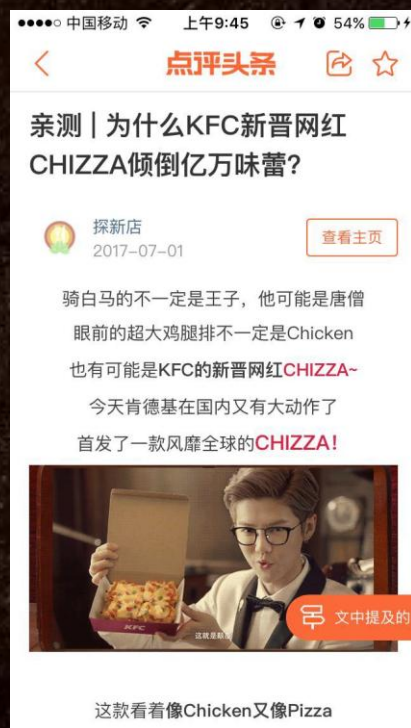 中国移动 上午9:45 54%
点评头条
亲测 | 为什么KFC新晋网红
CHIZZA倾倒亿万味蕾?
探新店
2017-07-01
查看主页
骑白马的不一定是王子，他可能是唐僧
眼前的超大鸡腿排不一定是Chicken
也有可能是KFC的新晋网红CHIZZA~
今天肯德基在国内又有大动作了
首发了一款风靡全球的CHIZZA!
KFC
文中提及的
这款看着像Chicken又像Pizza